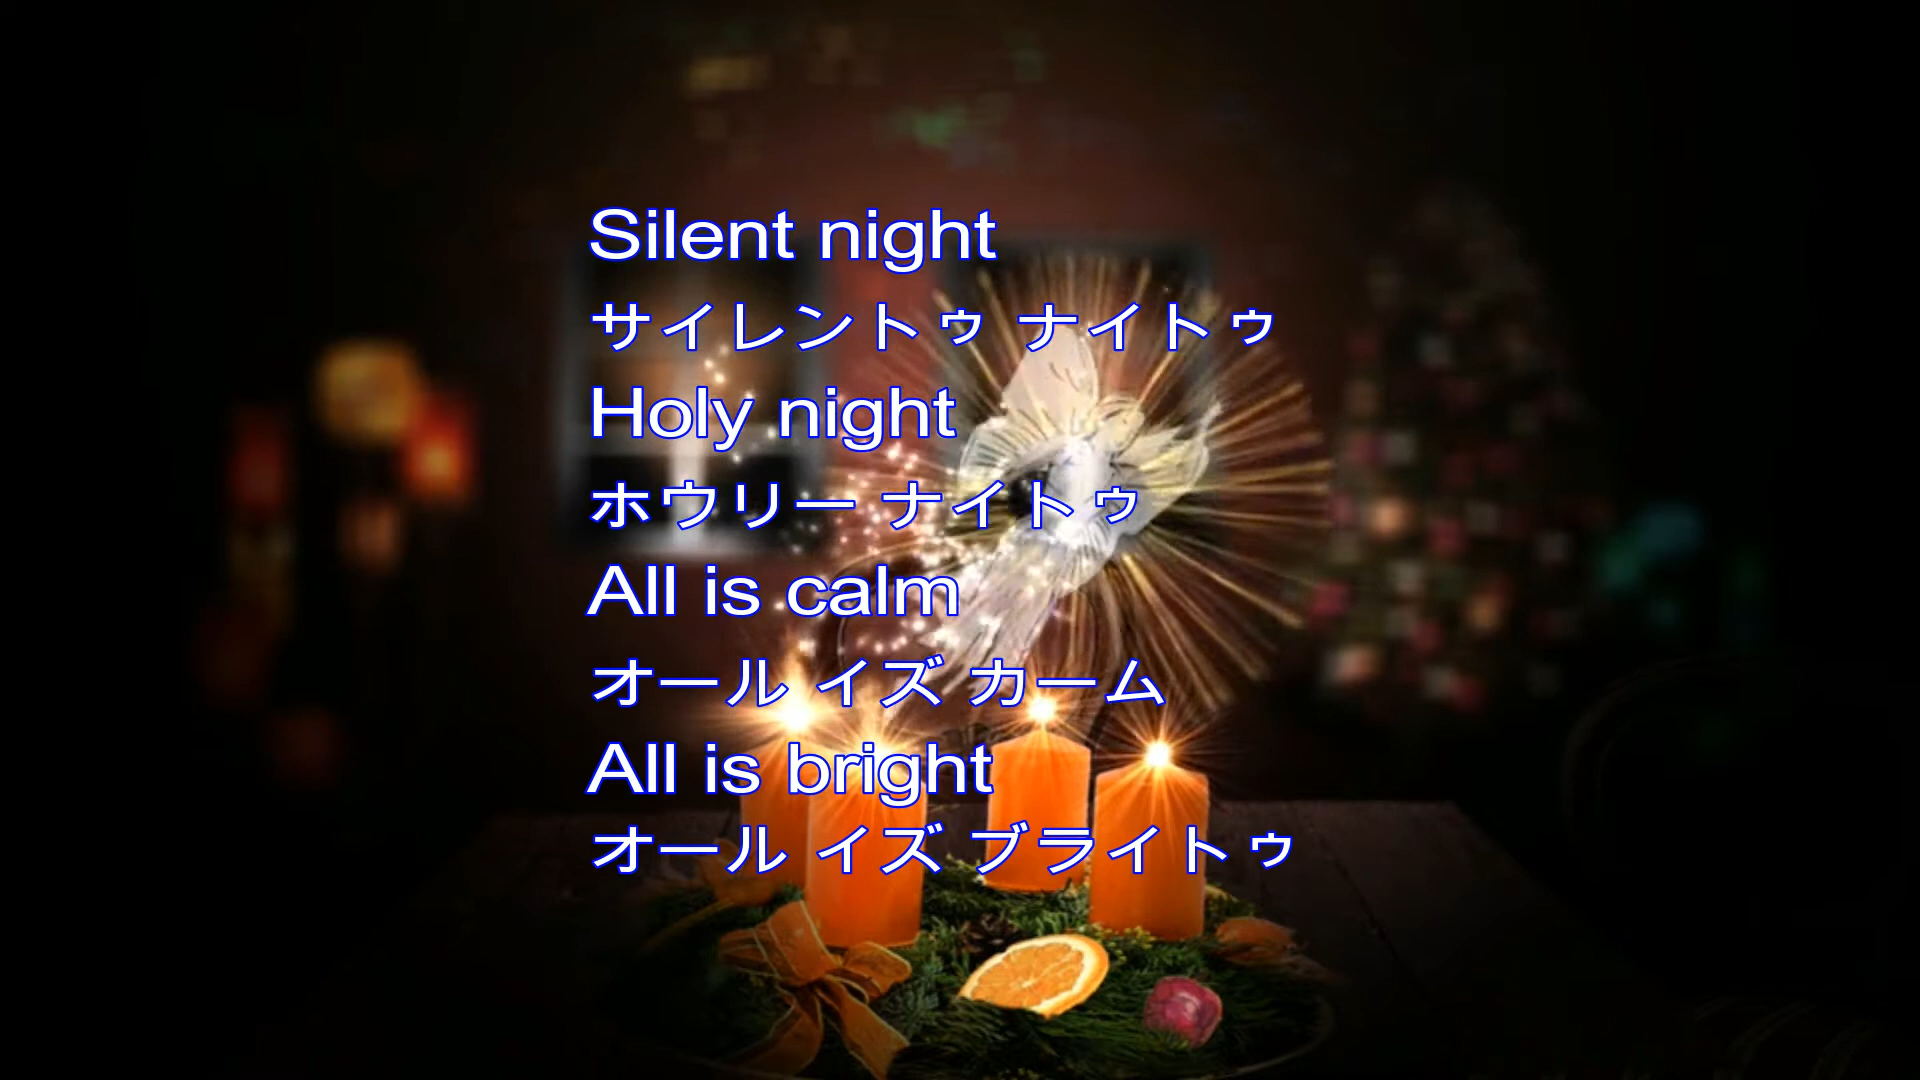 Silent night
サイレントゥ ナイトゥ
Holy night
ホウリー ナイトゥ
All is calm
オール イズ カーム
All is bright
オール イズ ブライトゥ